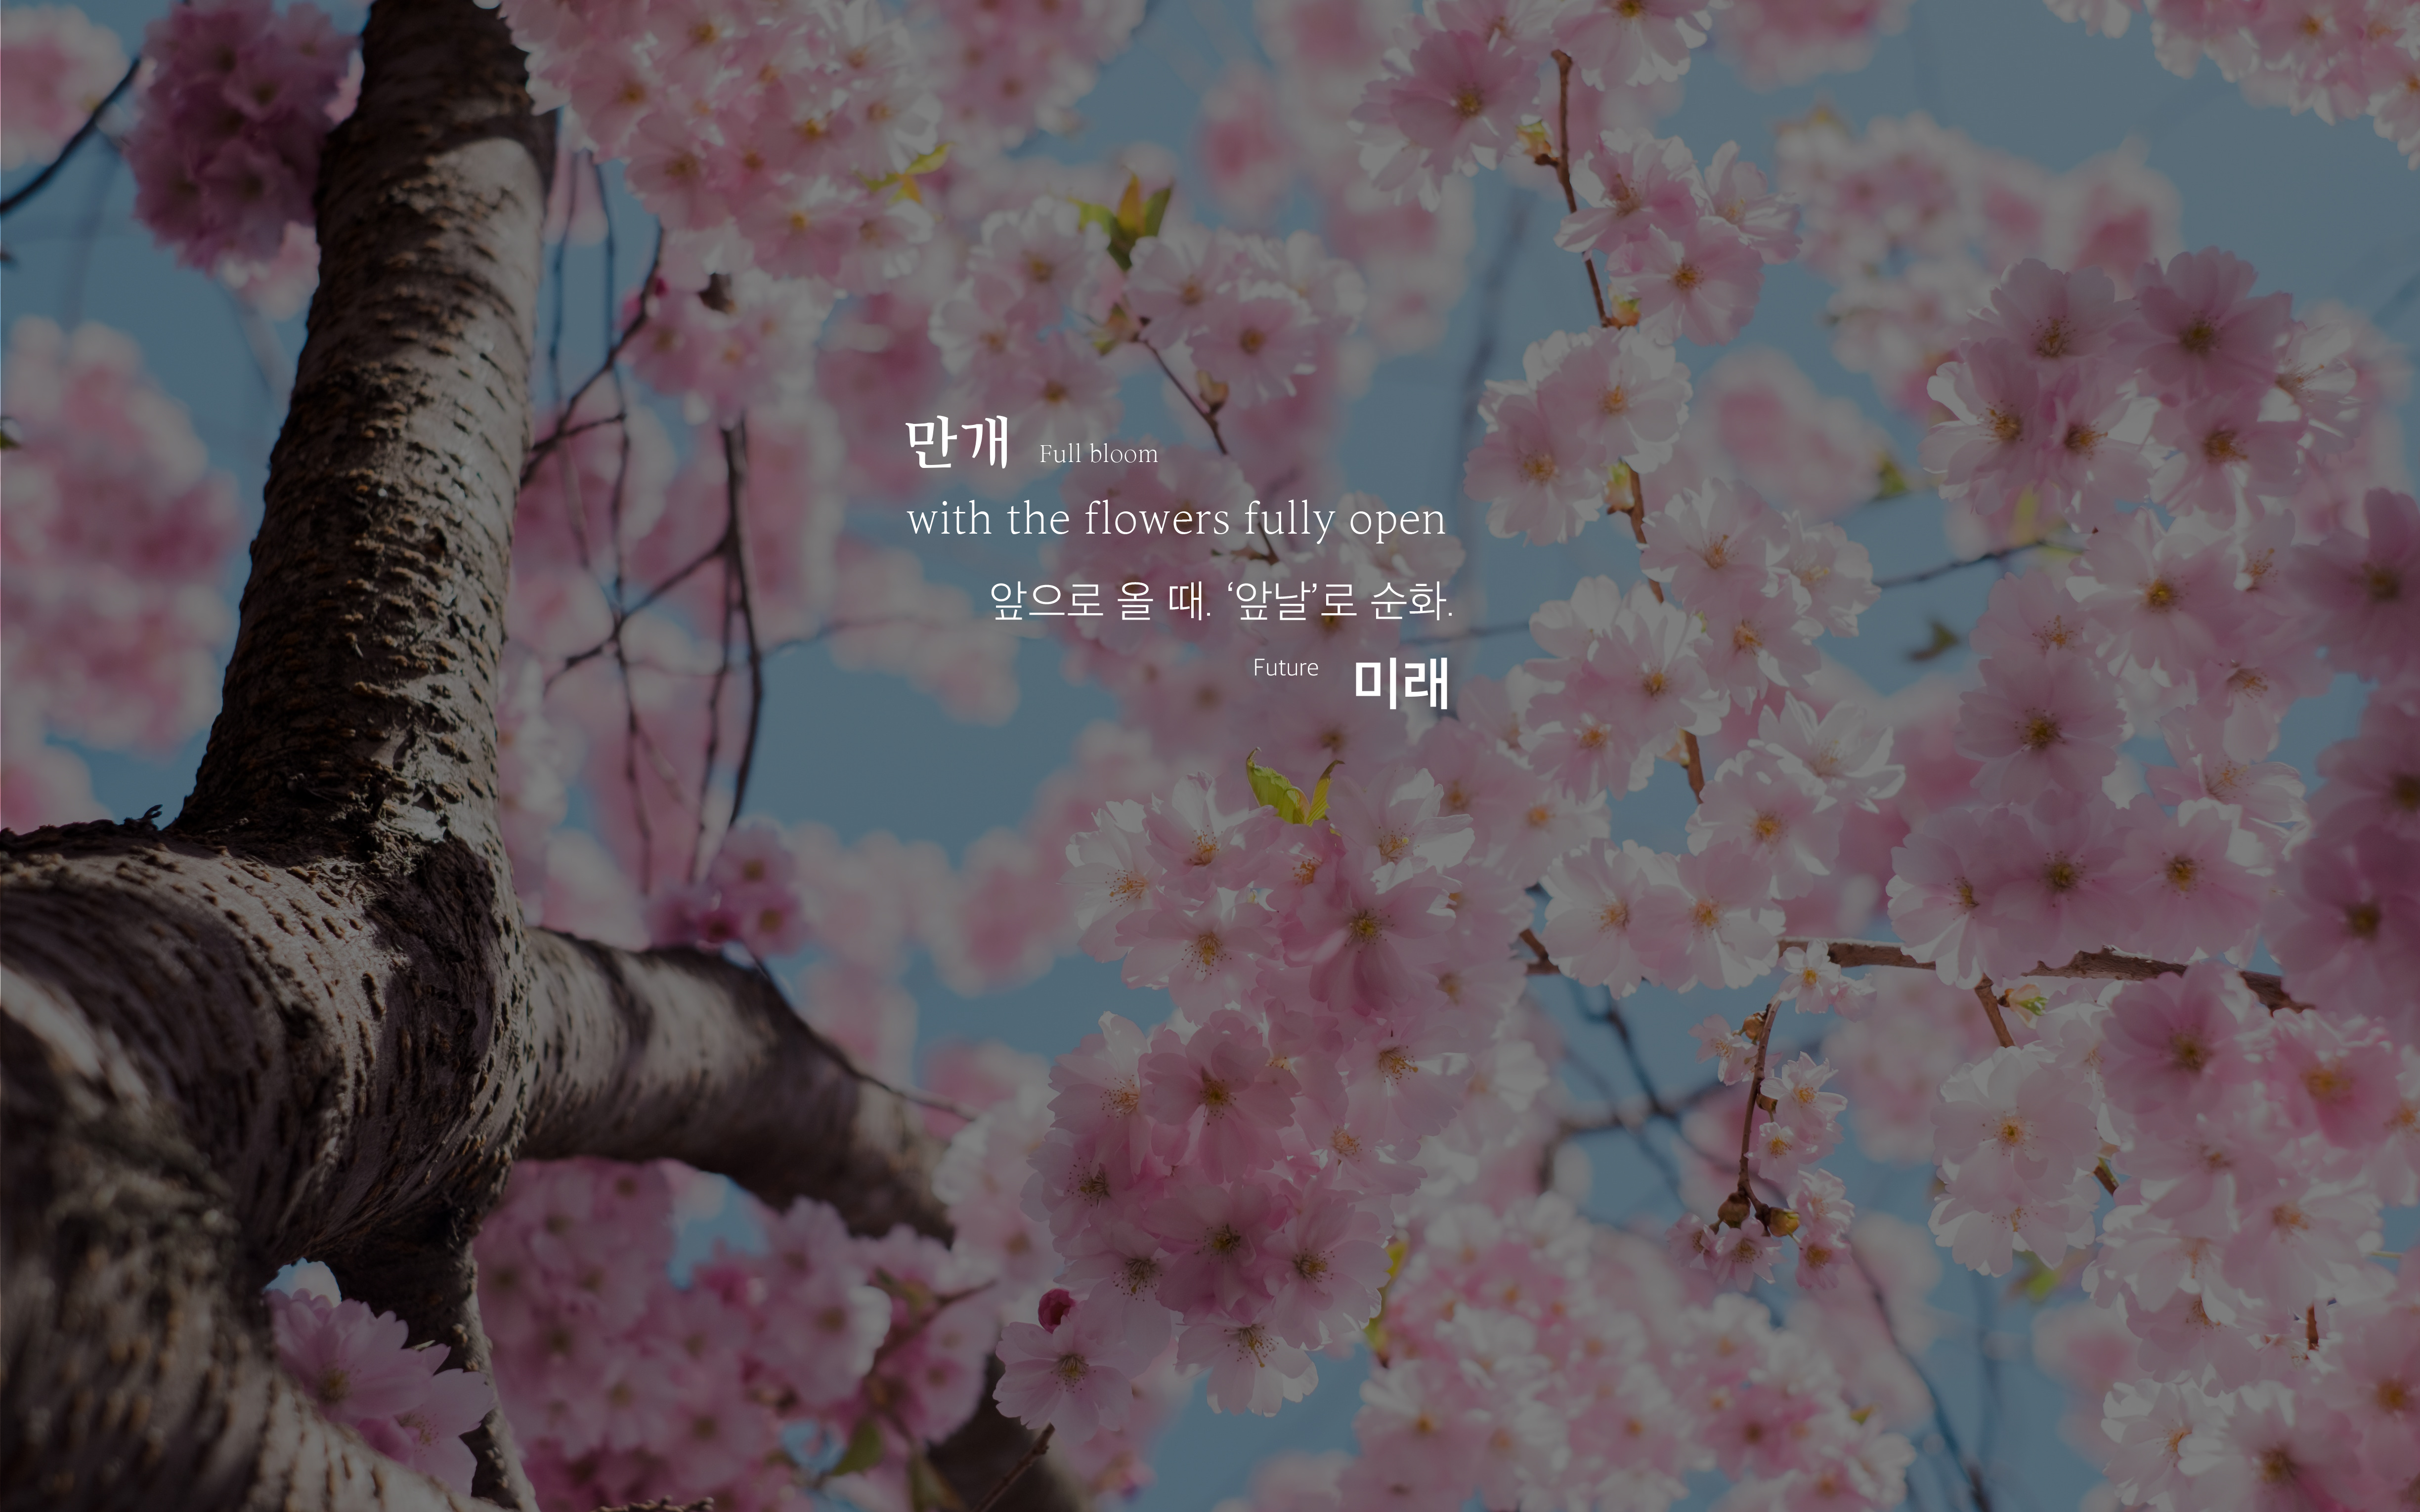 만개 Full bloom
with the flowers fully open
앞으로 올 때. ‘앞날’로 순화.
Future 미래